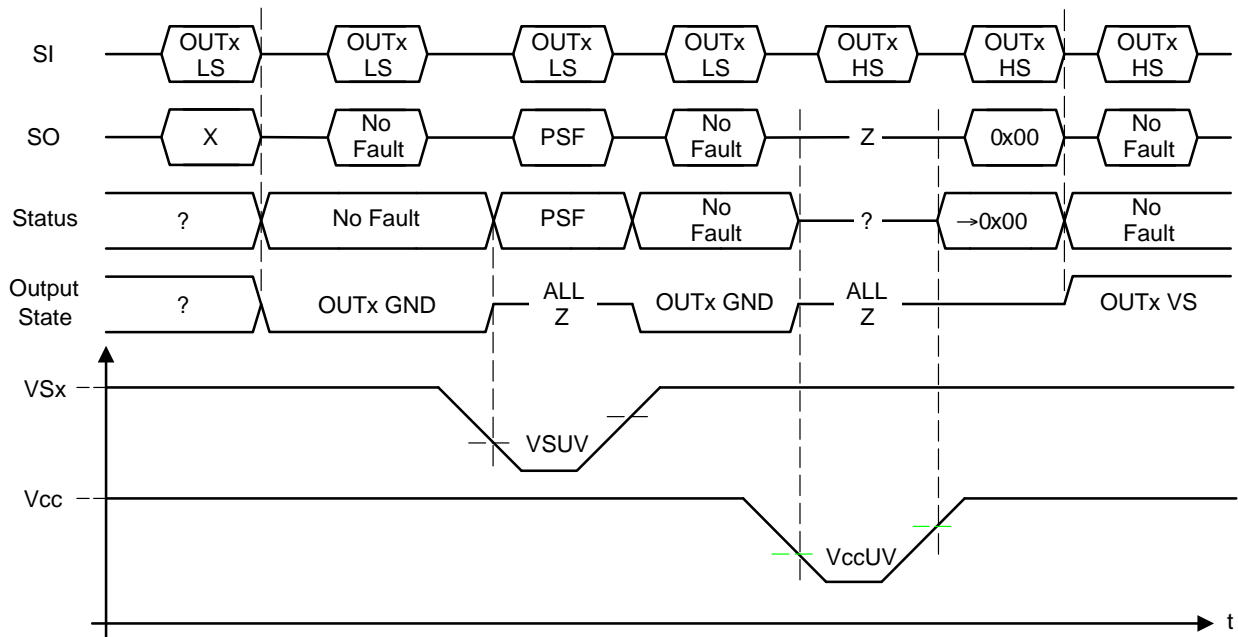 SI
OUTx
LS
OUTx
LS
OUTx
LS
OUTx
LS
OUTx
HS
OUTx
HS
OUTx
HS
SO
X
No
Fault
PSF
No
Fault
Z
0x00
No
Fault
Status
?
No Fault
PSF
No
Fault
?
→0x00
No
Fault
Output
State
?
OUTx GND
ALL
Z
OUTx GND
ALL
Z
OUTx VS
VSx
VSUV
Vcc
VccUV
t